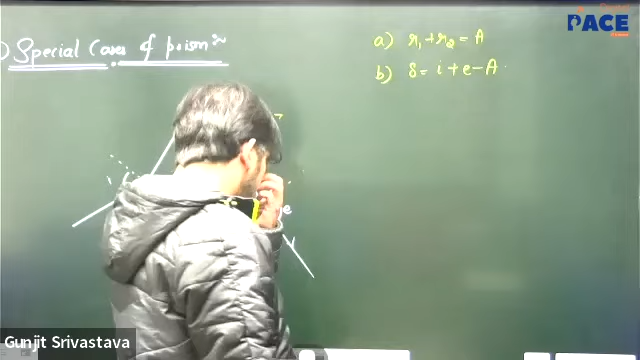 ) Special Cases of prism
a) r₁ + r₂ = A
b) δ = i + e - A
e
PACE
Gunjit Srivastava